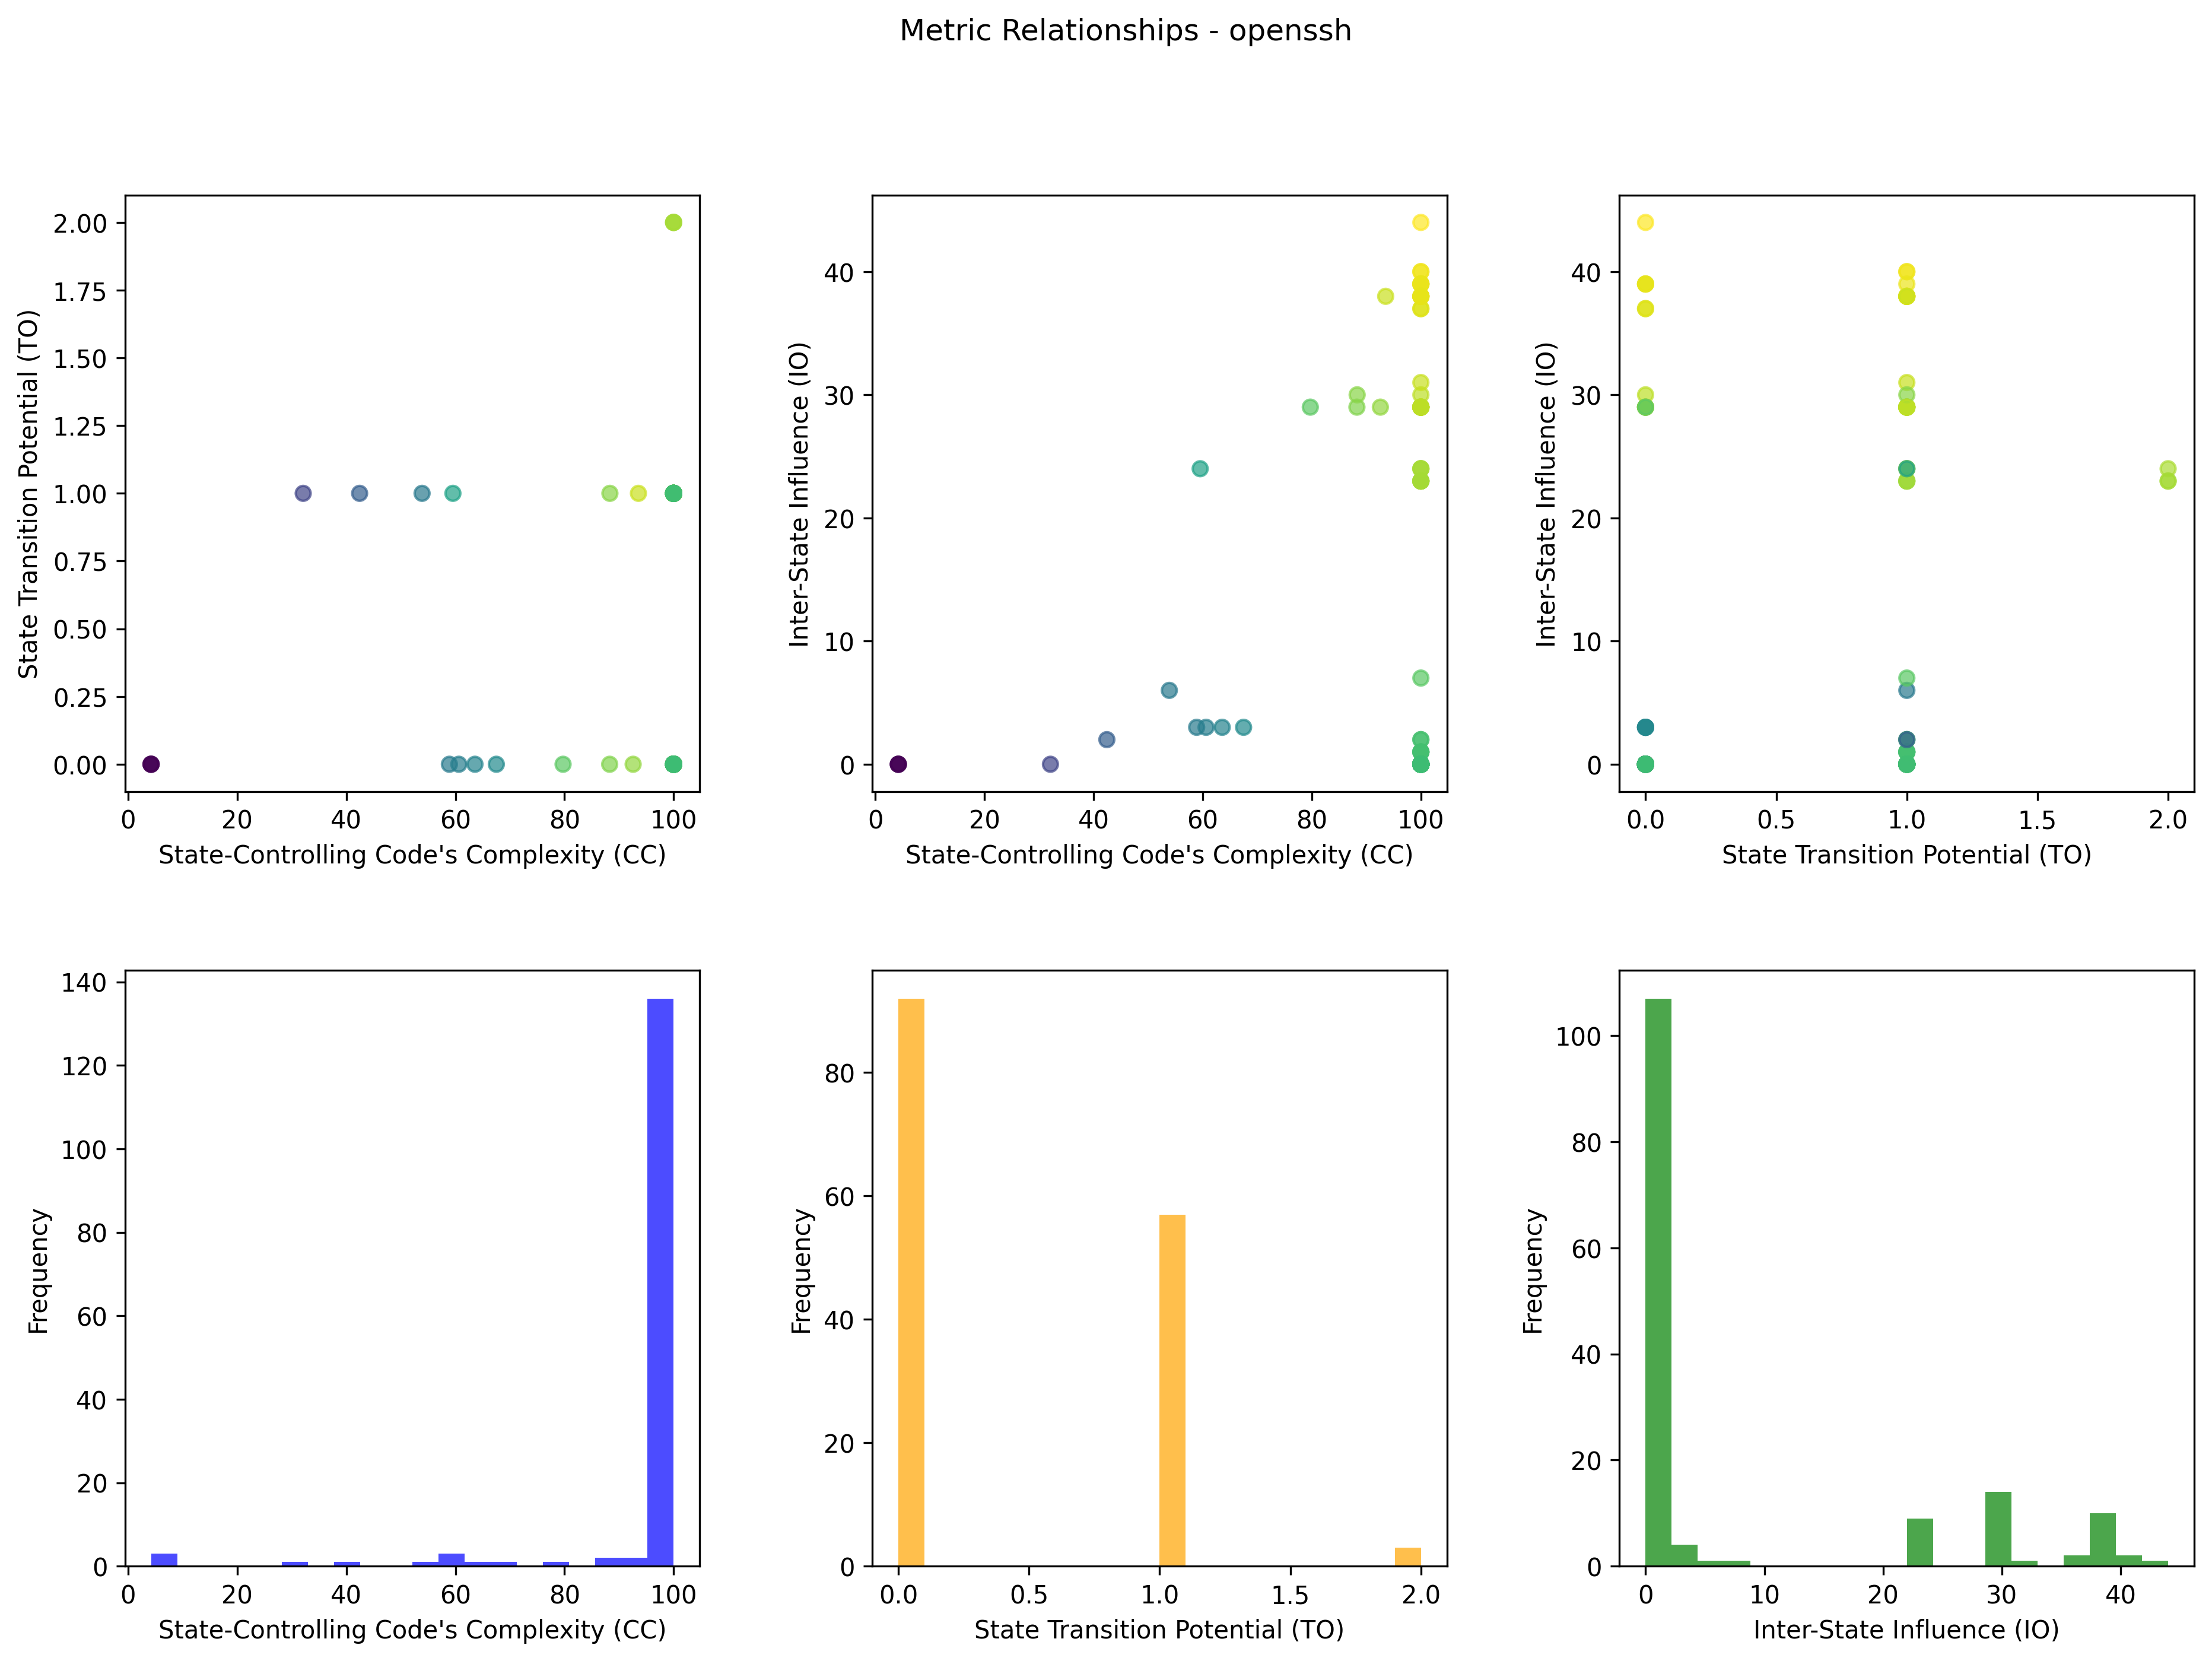 Metric Relationships - openssh
State Transition Potential (TO)
2.00
1.75
1.50
1.25
1.00
0.75
0.50
0.25
0.00
0 20 40 60 80 100
State-Controlling Code's Complexity (CC)
Inter-State Influence (IO)
40
30
20
10
0
0 20 40 60 80 100
State-Controlling Code's Complexity (CC)
Inter-State Influence (IO)
40
30
20
10
0
0.0 0.5 1.0 1.5 2.0
State Transition Potential (TO)
Frequency
140
120
100
80
60
40
20
0
0 20 40 60 80 100
State-Controlling Code's Complexity (CC)
Frequency
80
60
40
20
0
0.0 0.5 1.0 1.5 2.0
State Transition Potential (TO)
Frequency
100
80
60
40
20
0
0 10 20 30 40
Inter-State Influence (IO)